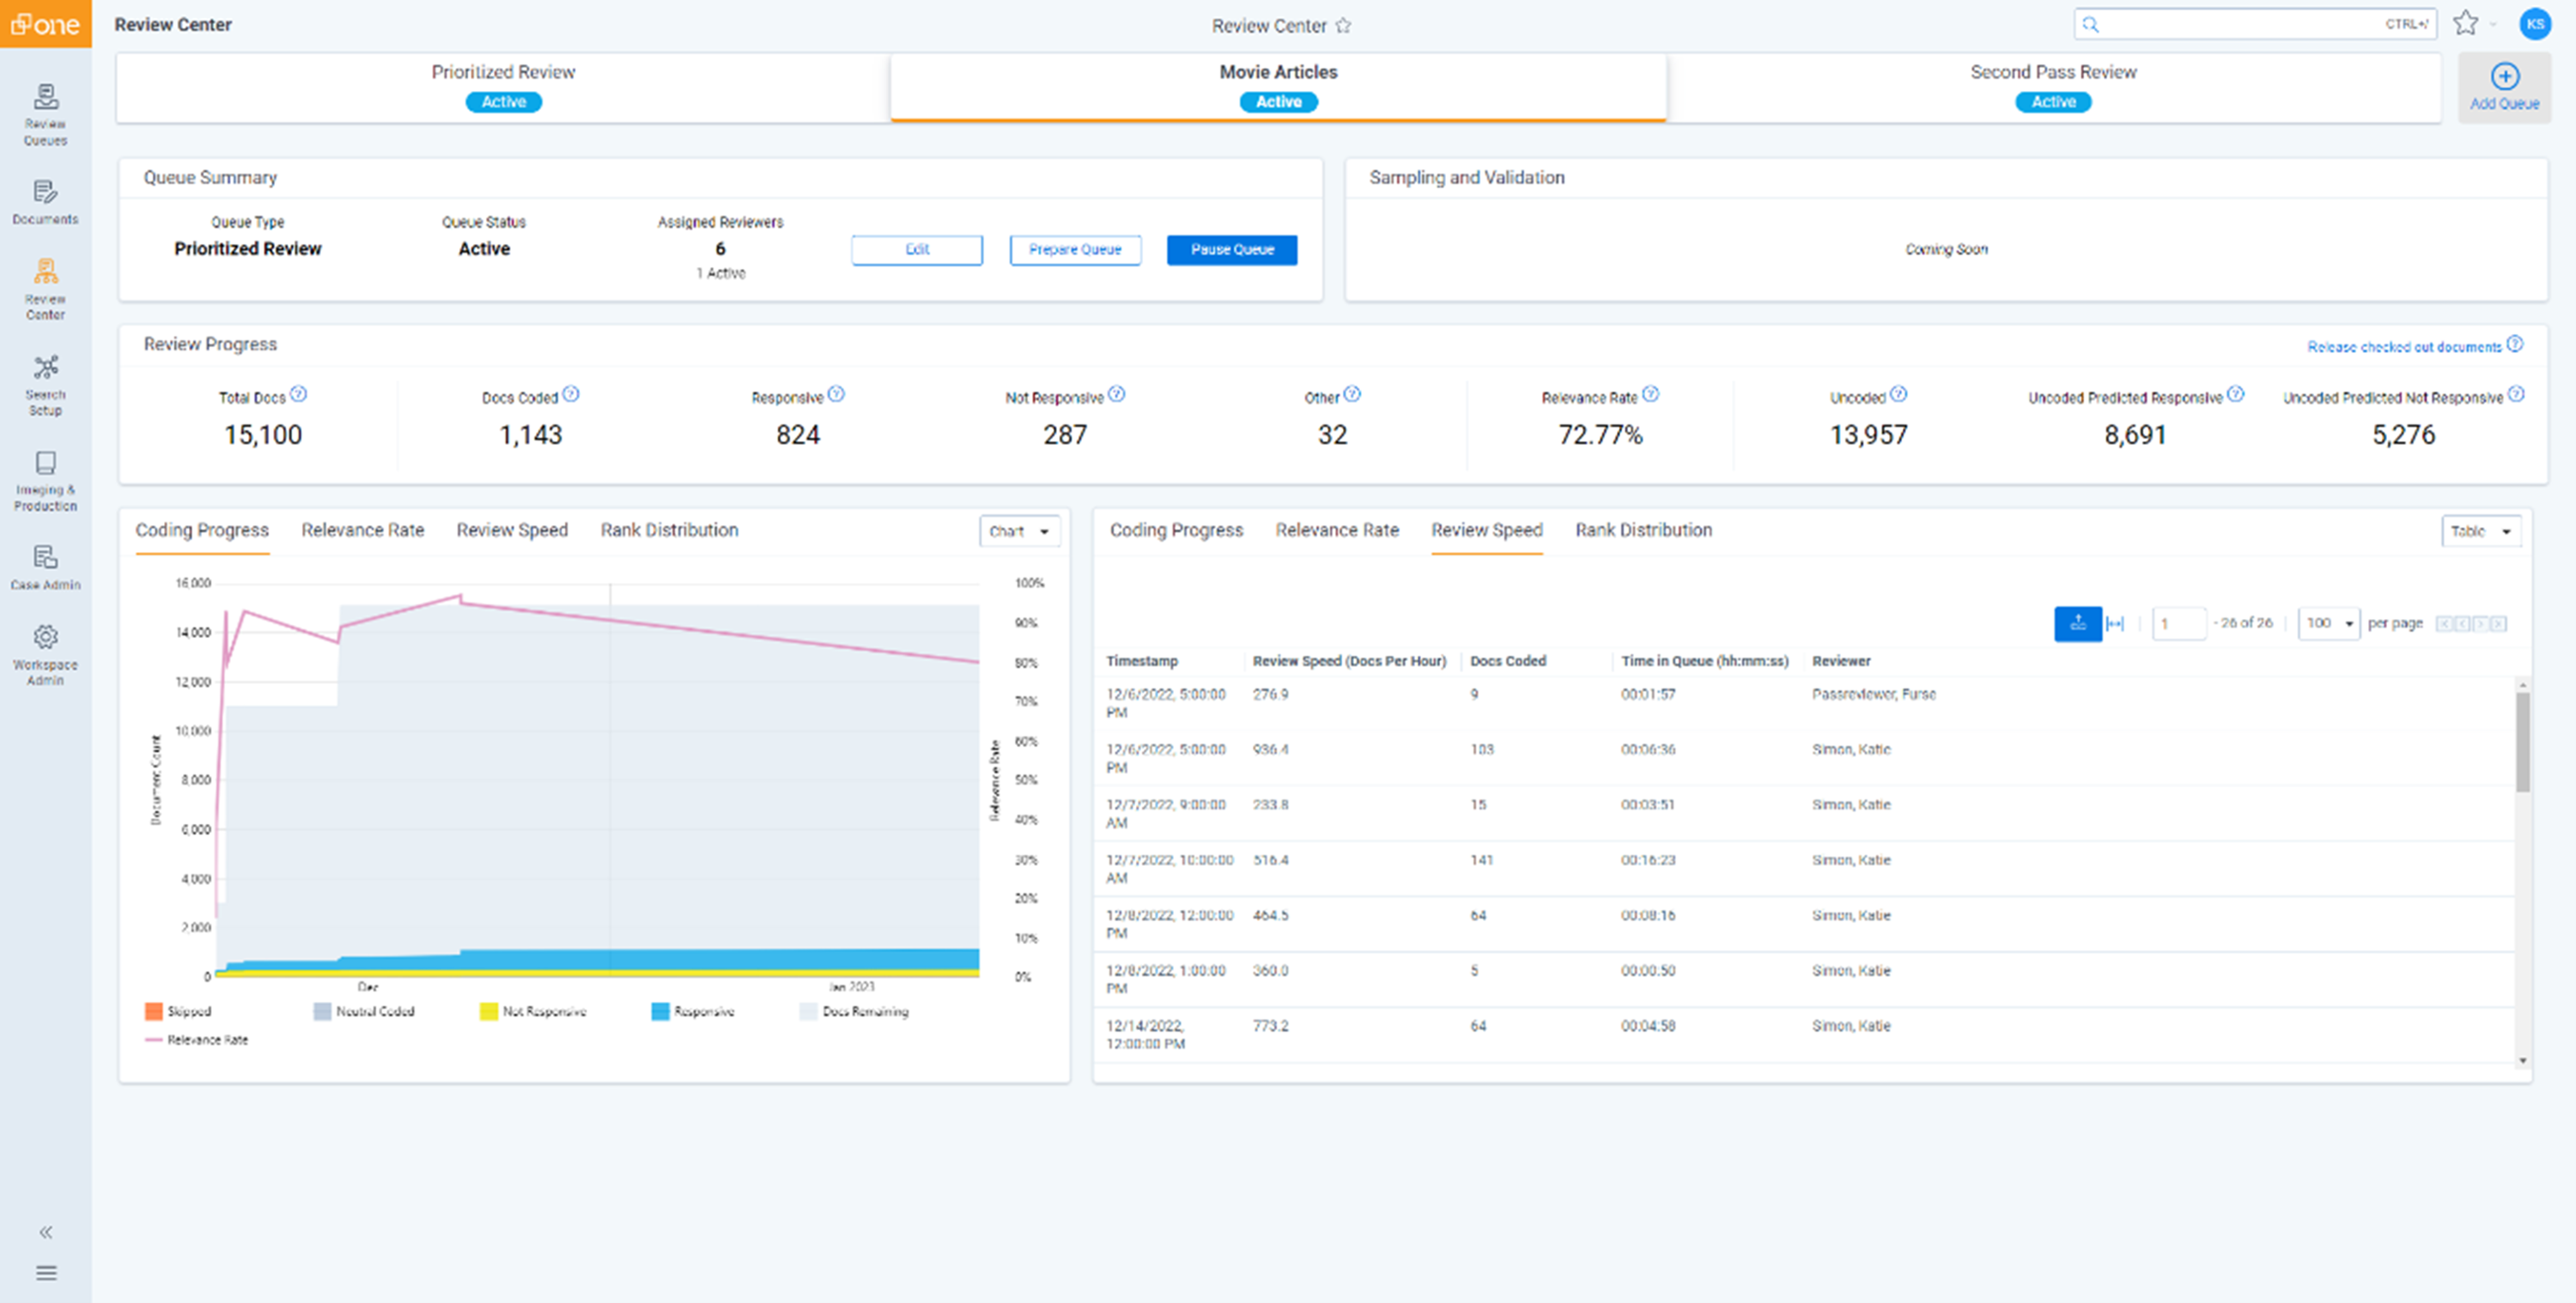 one
Review Center
Review Center
CTRL+/
KS
Prioritized Review
Active
Movie Articles
Active
Second Pass Review
Active
Add Queue
Review
Queues
Documents
Review
Center
Search
Setup
Imaging &
Production
Case Admin
Workspace
Admin
Queue Summary
Queue Type
Prioritized Review
Queue Status
Active
Assigned Reviewers
6
1 Active
Edit
Prepare Queue
Pause Queue
Sampling and Validation
Coming Soon
Review Progress
Release checked out documents
Total Docs
15,100
Docs Coded
1,143
Responsive
824
Not Responsive
287
Other
32
Relevance Rate
72.77%
Uncoded
13,957
Uncoded Predicted Responsive
8,691
Uncoded Predicted Not Responsive
5,276
Coding Progress Relevance Rate Review Speed Rank Distribution
Chart
16,000
14,000
12,000
10,000
8,000
6,000
4,000
2,000
0
Document Count
100%
90%
80%
70%
60%
50%
40%
30%
20%
10%
0%
Relevance Rate
Dec
Jan 2023
Skipped
Neutral Coded
Not Responsive
Responsive
Docs Remaining
Relevance Rate
Coding Progress Relevance Rate Review Speed Rank Distribution
Table
1 - 26 of 26 100 per page
Timestamp Review Speed (Docs Per Hour) Docs Coded Time in Queue (hh:mm:ss) Reviewer
12/6/2022, 5:00:00 PM 276.9 9 00:01:57 Passreviewer, Furse
12/6/2022, 5:00:00 PM 936.4 103 00:06:36 Simon, Katie
12/7/2022, 9:00:00 AM 233.8 15 00:03:51 Simon, Katie
12/7/2022, 10:00:00 AM 516.4 141 00:16:23 Simon, Katie
12/8/2022, 12:00:00 PM 464.5 64 00:08:16 Simon, Katie
12/8/2022, 1:00:00 PM 360.0 5 00:00:50 Simon, Katie
12/14/2022, 12:00:00 PM 773.2 64 00:04:58 Simon, Katie